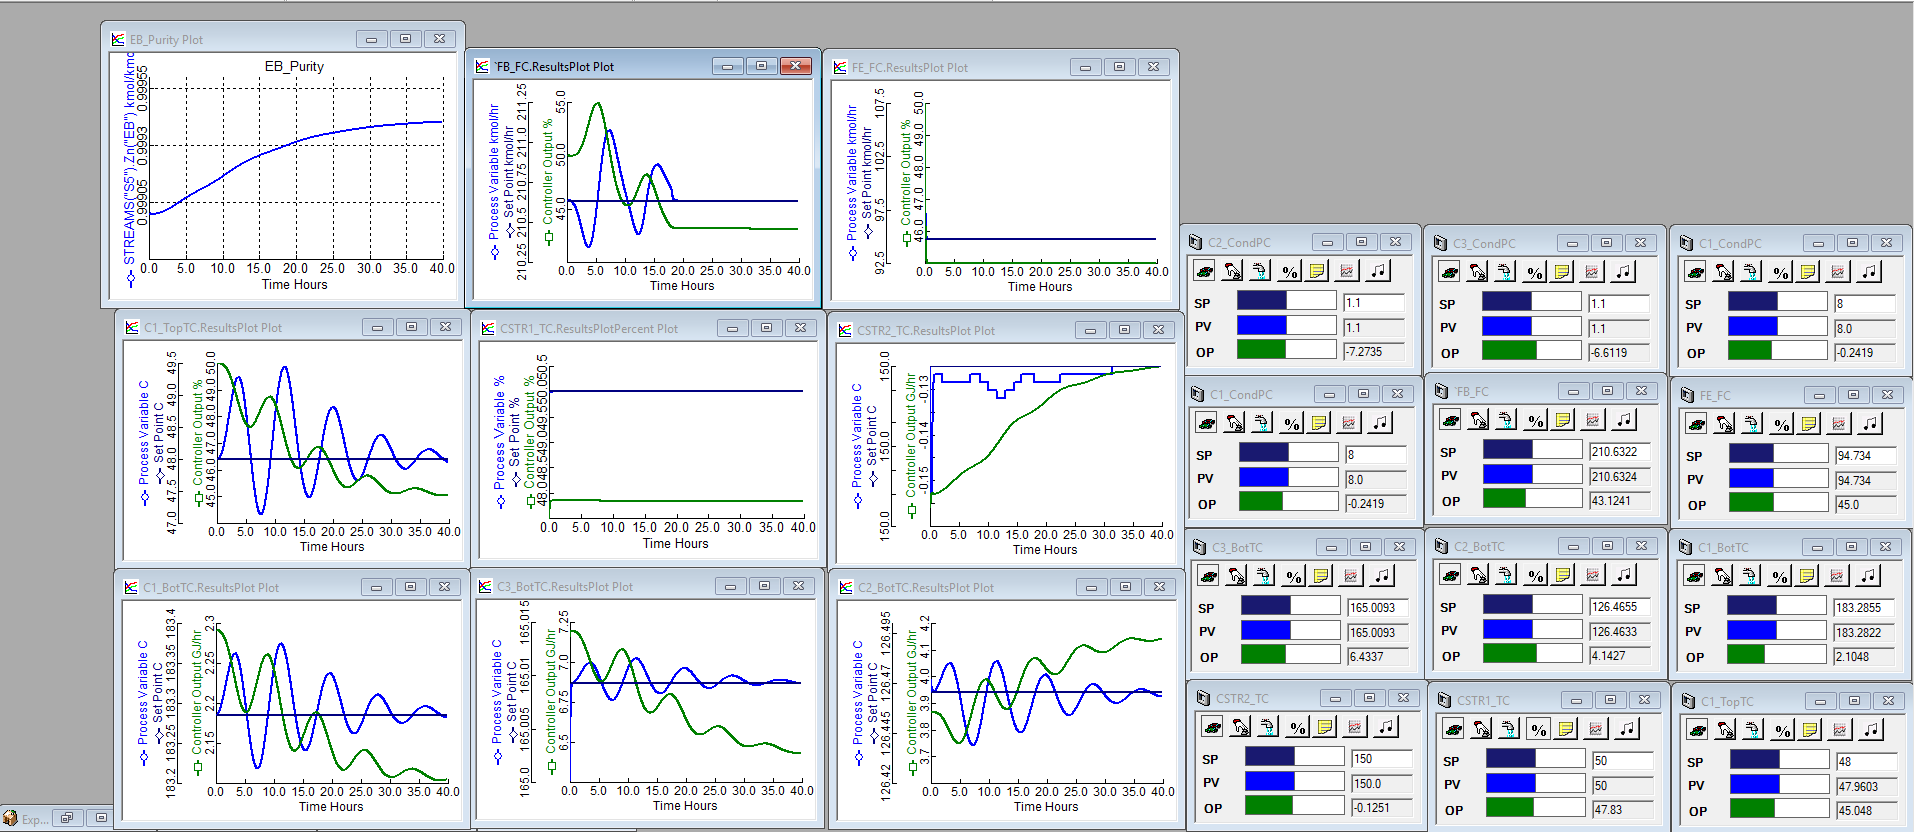 EB_Purity Plot
EB_Purity
STREAMS("S5").Zn("EB") kmol/kmo
0.99905 0.9993 0.99955
0.0 5.0 10.0 15.0 20.0 25.0 30.0 35.0 40.0
Time Hours
`FB_FC.ResultsPlot Plot
Process Variable kmol/hr
Set Point kmol/hr
210.25 210.5 210.75 211.0 211.25
Controller Output %
45.0 50.0 55.0
0.0 5.0 10.0 15.0 20.0 25.0 30.0 35.0 40.0
Time Hours
FE_FC.ResultsPlot Plot
Process Variable kmol/hr
Set Point kmol/hr
92.5 97.5 102.5 107.5
Controller Output %
46.0 47.0 48.0 49.0 50.0
0.0 5.0 10.0 15.0 20.0 25.0 30.0 35.0 40.0
Time Hours
C1_TopTC.ResultsPlot Plot
Process Variable C
Set Point C
47.0 47.5 48.0 48.5 49.0 49.5
Controller Output %
45.0 46.0 47.0 48.0 49.0 50.0
0.0 5.0 10.0 15.0 20.0 25.0 30.0 35.0 40.0
Time Hours
CSTR1_TC.ResultsPlotPercent Plot
Process Variable %
Set Point %
Controller Output %
48.0 48.5 49.0 49.5 50.0 50.5
0.0 5.0 10.0 15.0 20.0 25.0 30.0 35.0 40.0
Time Hours
CSTR2_TC.ResultsPlot Plot
Process Variable C
Set Point C
150.0 150.0 150.0
Controller Output GJ/hr
-0.15 -0.14 -0.13
0.0 5.0 10.0 15.0 20.0 25.0 30.0 35.0 40.0
Time Hours
C1_BotTC.ResultsPlot Plot
Process Variable C
Set Point C
183.2 183.25 183.3 183.35 183.4
Controller Output GJ/hr
2.15 2.2 2.25 2.3
0.0 5.0 10.0 15.0 20.0 25.0 30.0 35.0 40.0
Time Hours
C3_BotTC.ResultsPlot Plot
Process Variable C
Set Point C
165.0 165.005 165.01 165.015
Controller Output GJ/hr
6.5 6.75 7.0 7.25
0.0 5.0 10.0 15.0 20.0 25.0 30.0 35.0 40.0
Time Hours
C2_BotTC.ResultsPlot Plot
Process Variable C
Set Point C
126.42 126.445 126.47 126.495
Controller Output GJ/hr
3.7 3.8 3.9 4.0 4.1 4.2
0.0 5.0 10.0 15.0 20.0 25.0 30.0 35.0 40.0
Time Hours
C2_CondPC
%
SP 1.1
PV 1.1
OP -7.2735
C3_CondPC
%
SP 1.1
PV 1.1
OP -6.6119
C1_CondPC
%
SP 8
PV 8.0
OP -0.2419
C1_CondPC
%
SP 8
PV 8.0
OP -0.2419
`FB_FC
%
SP 210.6322
PV 210.6324
OP 43.1241
FE_FC
%
SP 94.734
PV 94.734
OP 45.0
C3_BotTC
%
SP 165.0093
PV 165.0093
OP 6.4337
C2_BotTC
%
SP 126.4655
PV 126.4633
OP 4.1427
C1_BotTC
%
SP 183.2855
PV 183.2822
OP 2.1048
CSTR2_TC
%
SP 150
PV 150.0
OP -0.1251
CSTR1_TC
%
SP 50
PV 50
OP 47.83
C1_TopTC
%
SP 48
PV 47.9603
OP 45.048
Exp...